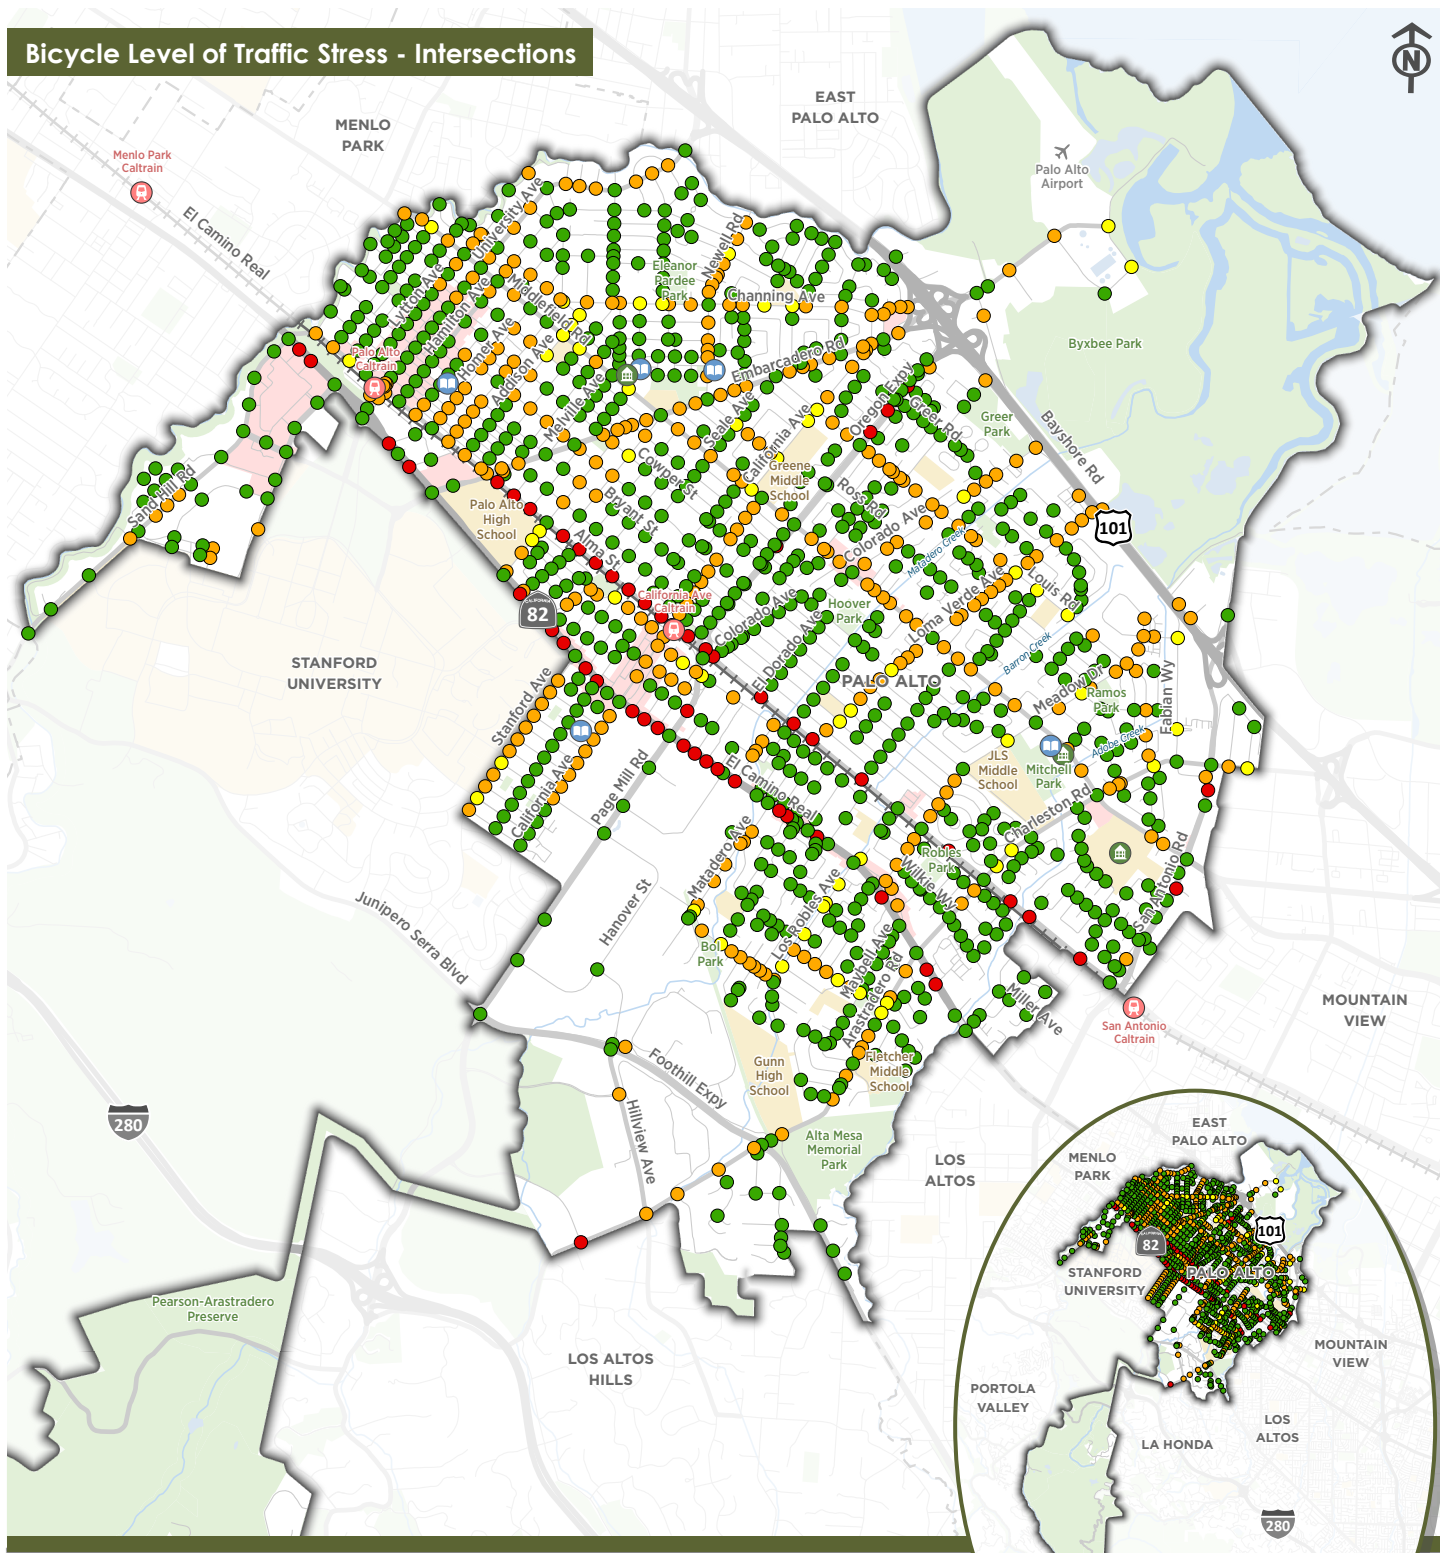 Bicycle Level of Traffic Stress - Intersections
N
EAST
PALO ALTO
MENLO
PARK
Menlo Park
Caltrain
Palo Alto
Airport
El Camino Real
University Ave
Newell Rd
Eleanor
Pardee
Park
Lytton Ave
Hamilton Ave
Middlefield Rd
Channing Ave
Byxbee Park
Homer Ave
Addison Ave
Palo Alto
Caltrain
Embarcadero Rd
Melville Ave
Oregon Expy
Seale Ave
California Ave
Greer Rd
Greer
Park
Bayshore Rd
Cowper St
Greene
Middle
School
Sand Hill Rd
Ross Rd
Bryant St
Palo Alto
High
School
101
Colorado Ave
Alma St
Matadero Creek
Louis Rd
California Ave
Caltrain
Hoover
Park
Loma Verde Ave
CALIFORNIA
82
Colorado Ave
El Dorado Ave
Barron Creek
STANFORD
UNIVERSITY
PALO ALTO
Meadow Dr
Ramos
Park
Fabian Wy
Stanford Ave
Adobe Creek
JLS
Middle
School
Mitchell
Park
El Camino Real
Page Mill Rd
California Ave
Charleston Rd
Matadero Ave
Robles
Park
Wilkie Wy
San Antonio Rd
Los Robles Ave
Hanover St
Junipero Serra Blvd
Bol
Park
Maybell Ave
Arastradero Rd
Miller Ave
MOUNTAIN
VIEW
San Antonio
Caltrain
Foothill Expy
Gunn
High
School
Fletcher
Middle
School
280
Hillview Ave
Alta Mesa
Memorial
Park
LOS
ALTOS
Pearson-Arastradero
Preserve
LOS ALTOS
HILLS
EAST
PALO ALTO
MENLO
PARK
101
CALIFORNIA
82
STANFORD
UNIVERSITY
PALO ALTO
MOUNTAIN
VIEW
PORTOLA
VALLEY
LOS
ALTOS
LA HONDA
280